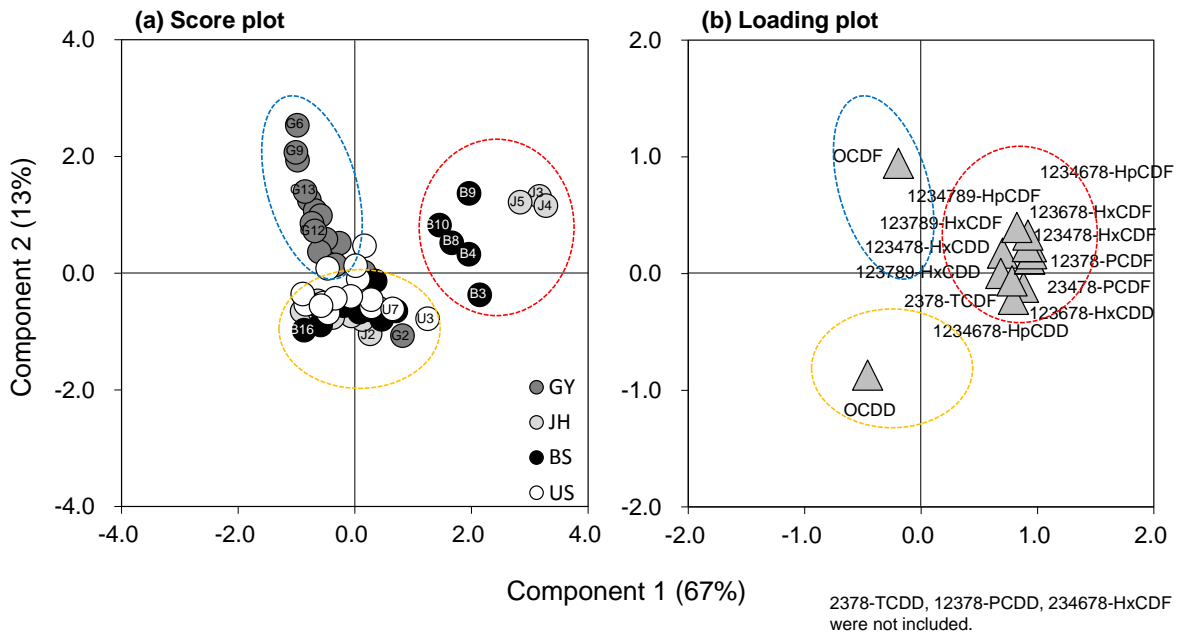 (a) Score plot
4.0
2.0
0.0
-2.0
-4.0
-4.0
-2.0
0.0
2.0
4.0
Component 2 (13%)
G6
G9
G13
G12
B9
B10
B8
B4
B3
J5
J3
J4
B16
J2
G2
U7
U3
GY
JH
BS
US
(b) Loading plot
2.0
1.0
0.0
-1.0
-2.0
-2.0
-1.0
0.0
1.0
2.0
OCDF
1234678-HpCDF
1234789-HpCDF
123678-HxCDF
123789-HxCDF
123478-HxCDF
123478-HxCDD
12378-PCDF
123789-HxCDD
23478-PCDF
2378-TCDF
123678-HxCDD
1234678-HpCDD
OCDD
Component 1 (67%)
2378-TCDD, 12378-PCDD, 234678-HxCDF
were not included.